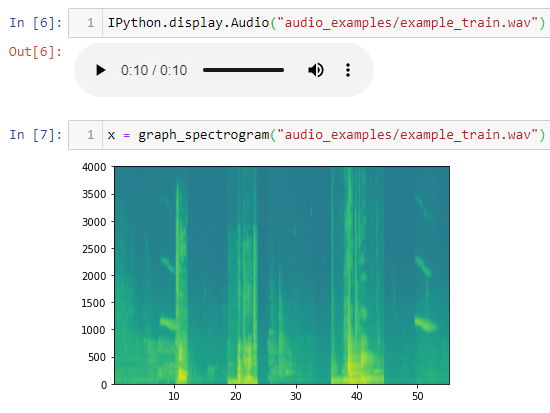 In [6]: 1 IPython.display.Audio("audio_examples/example_train.wav")
Out[6]:
0:10 / 0:10
In [7]: 1 x = graph_spectrogram("audio_examples/example_train.wav")
4000
3500
3000
2500
2000
1500
1000
500
0
10 20 30 40 50